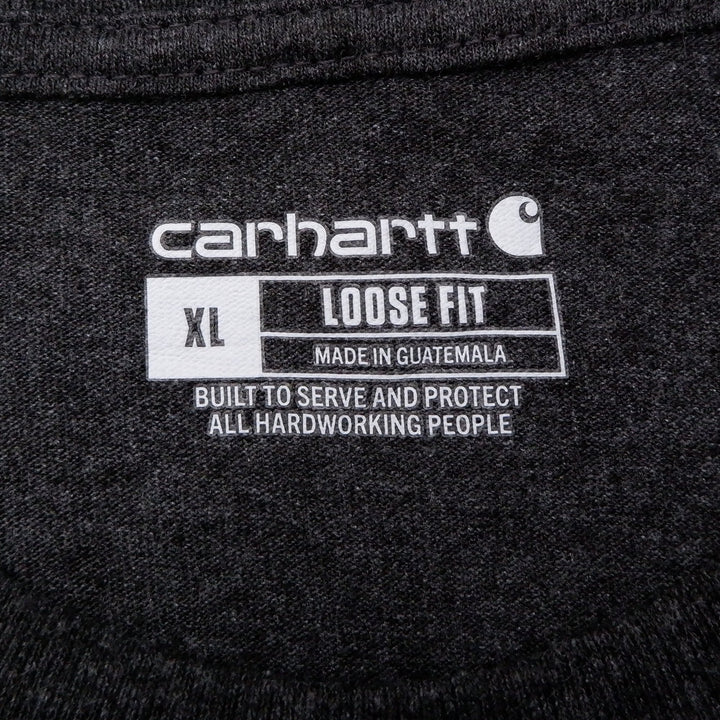 carhartt
XL
LOOSE FIT
MADE IN GUATEMALA
BUILT TO SERVE AND PROTECT
ALL HARDWORKING PEOPLE